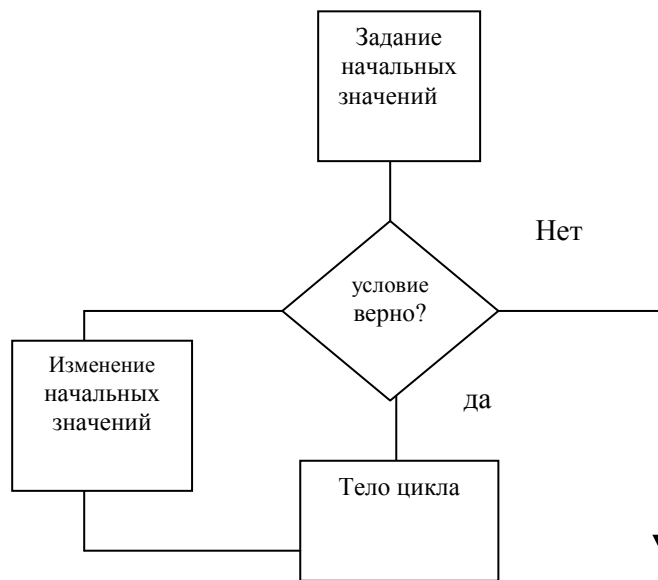 Задание
начальных
значений
Нет
условие
верно?
Изменение
начальных
значений
да
Тело цикла